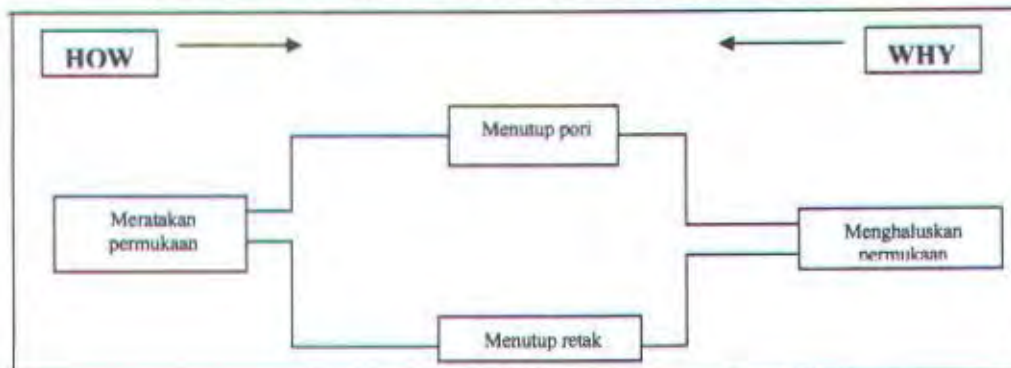 HOW
WHY
Menutup pori
Meratakan
permukaan
Menghaluskan
permukaan
Menutup retak